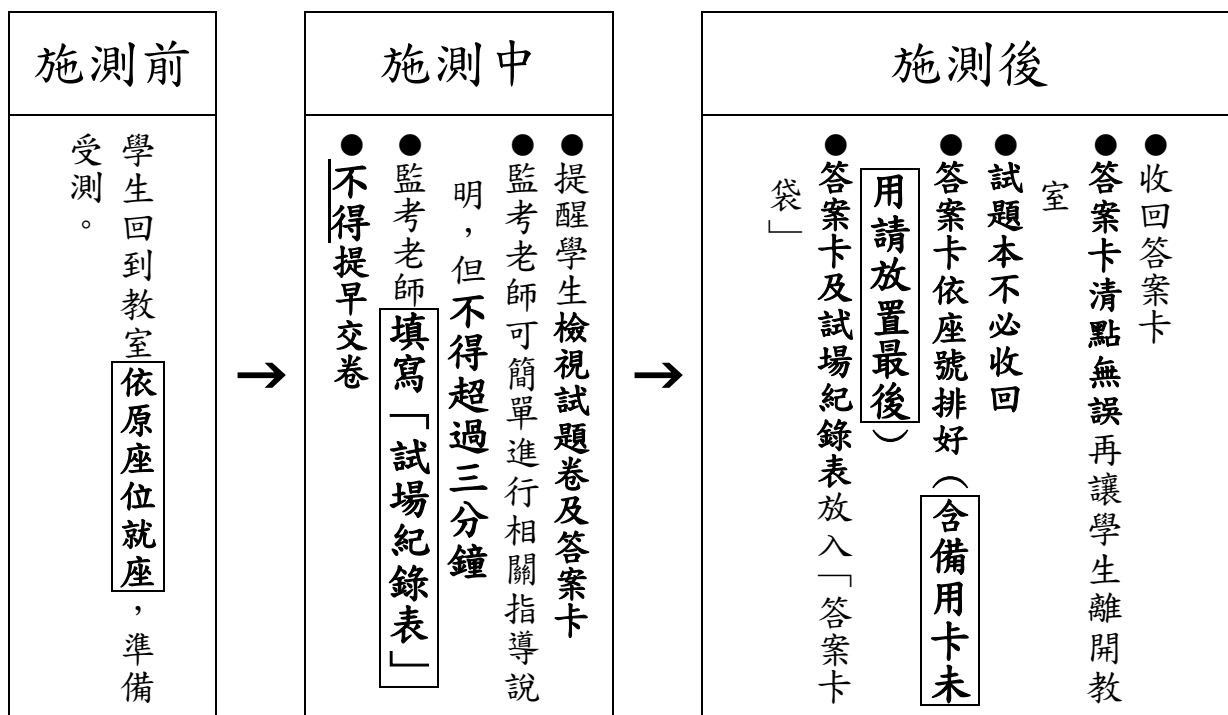 施測前
學生回到教室依原座位就座，準備
受測。
→
施測中
●提醒學生檢視試題卷及答案卡
●監考老師可簡單進行相關指導說
明，但不得超過三分鐘
●監考老師填寫「試場紀錄表」
●不得提早交卷
→
施測後
●收回答案卡
●答案卡清點無誤再讓學生離開教
室
●試題本不必收回
●答案卡依座號排好（含備用卡未
用請放置最後）
●答案卡及試場紀錄表放入「答案卡
袋」